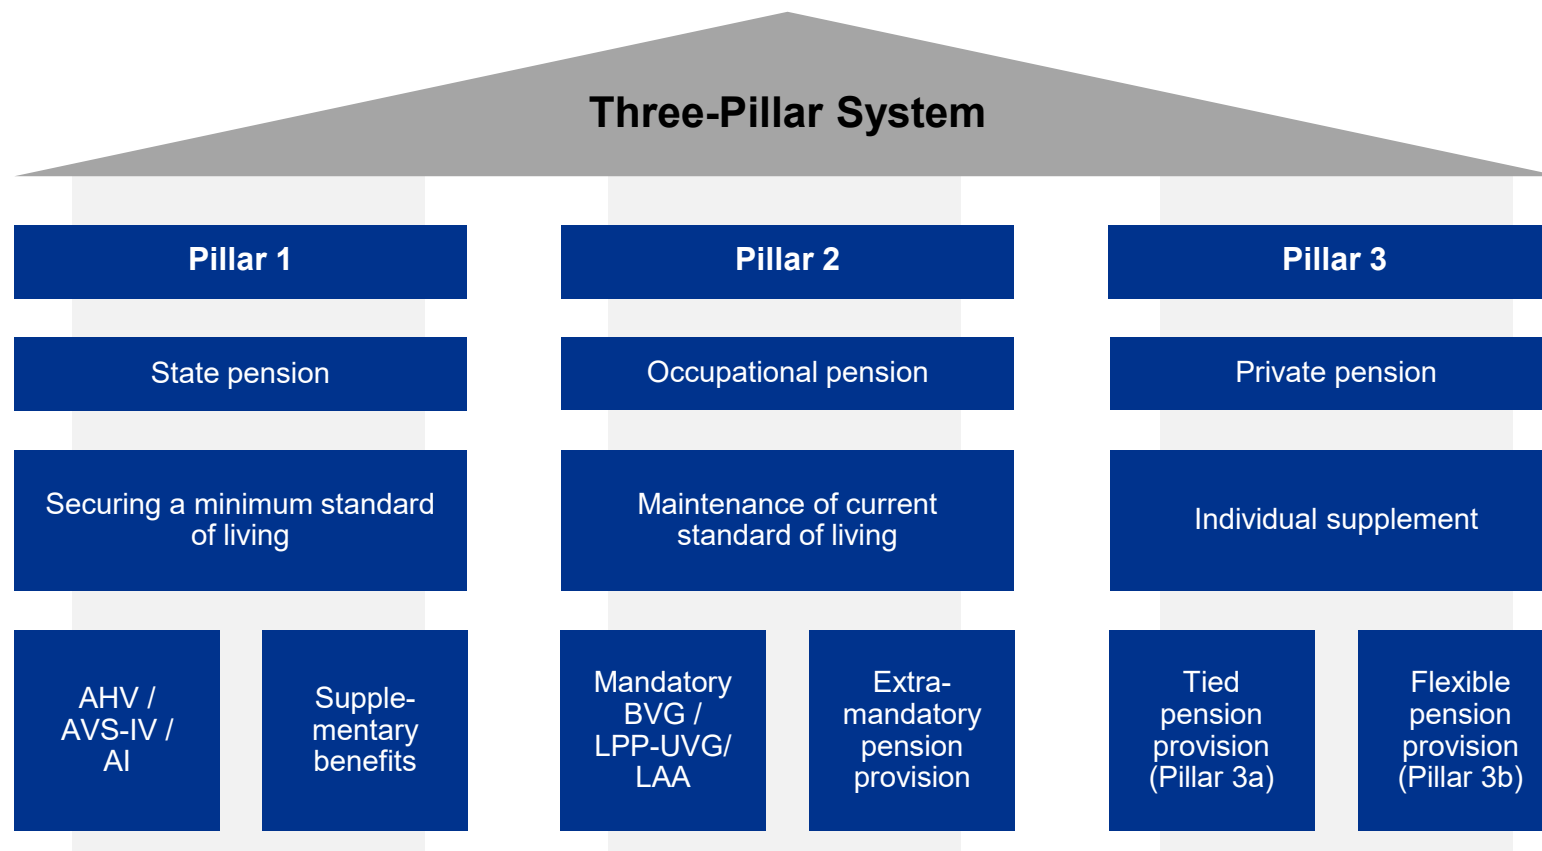 Three-Pillar System
Pillar 1
Pillar 2
Pillar 3
State pension
Occupational pension
Private pension
Securing a minimum standard
of living
Maintenance of current
standard of living
Individual supplement
AHV /
AVS-IV /
AI
Supple-
mentary
benefits
Mandatory
BVG /
LPP-UVG/
LAA
Extra-
mandatory
pension
provision
Tied
pension
provision
(Pillar 3a)
Flexible
pension
provision
(Pillar 3b)